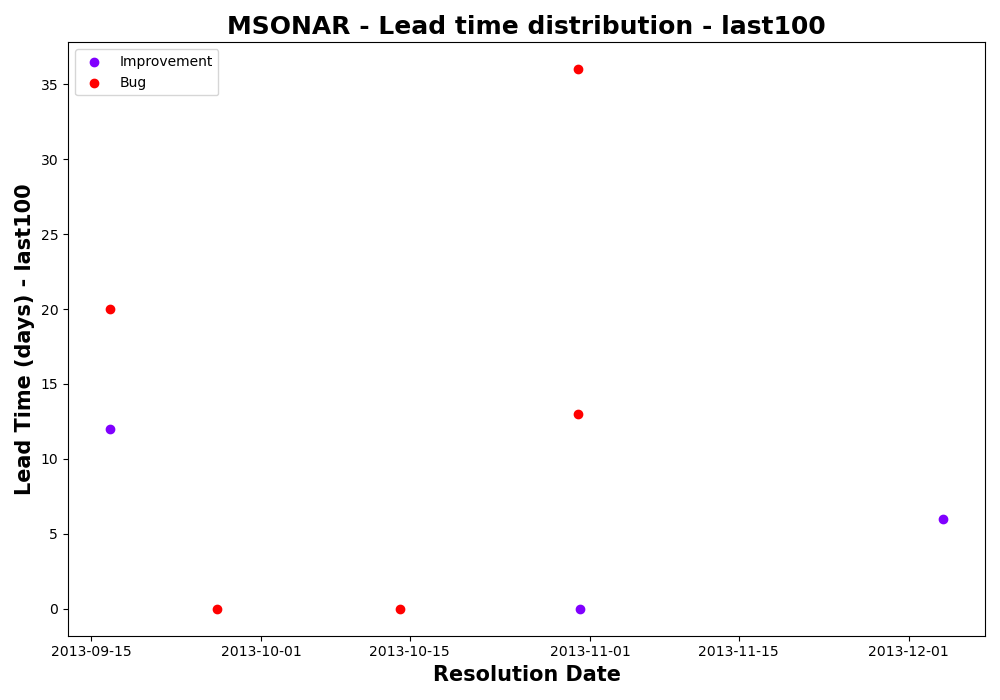 MSONAR - Lead time distribution - last100
Improvement
Bug
Lead Time (days) - last100
35
30
25
20
15
10
5
0
2013-09-15 2013-10-01 2013-10-15 2013-11-01 2013-11-15 2013-12-01
Resolution Date